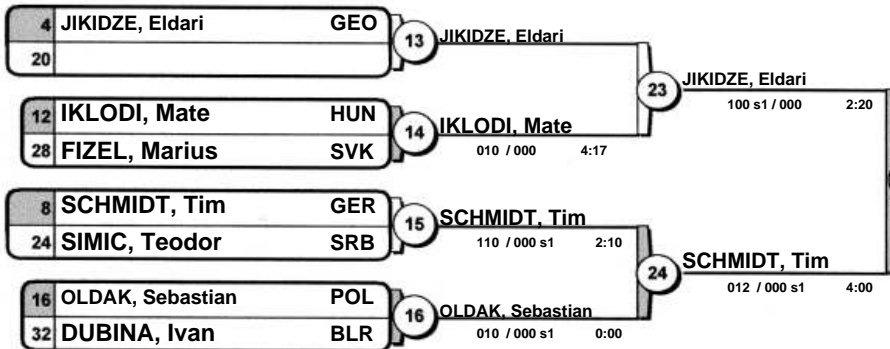 4 JIKIDZE, Eldari GEO
20
13 JIKIDZE, Eldari
12 IKLODI, Mate HUN
28 FIZEL, Marius SVK
14 IKLODI, Mate
010 / 000 4:17
23 JIKIDZE, Eldari
100 s1 / 000 2:20
8 SCHMIDT, Tim GER
24 SIMIC, Teodor SRB
15 SCHMIDT, Tim
110 / 000 s1 2:10
16 OLDAK, Sebastian POL
32 DUBINA, Ivan BLR
16 OLDAK, Sebastian
010 / 000 s1 0:00
24 SCHMIDT, Tim
012 / 000 s1 4:00